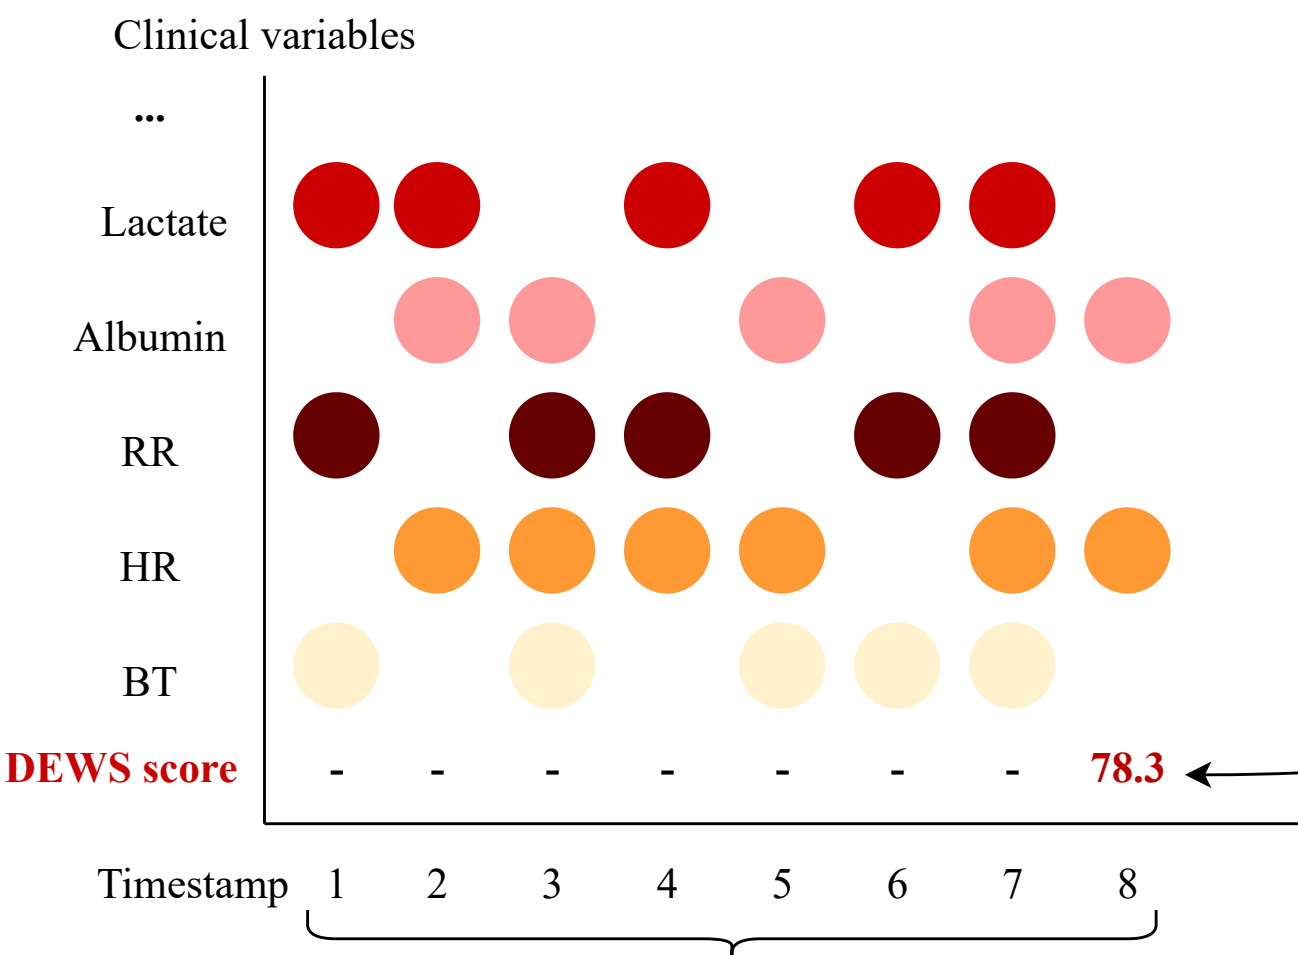 Clinical variables
...
Lactate
Albumin
RR
HR
BT
DEWS score - - - - - - - 78.3
Timestamp 1 2 3 4 5 6 7 8